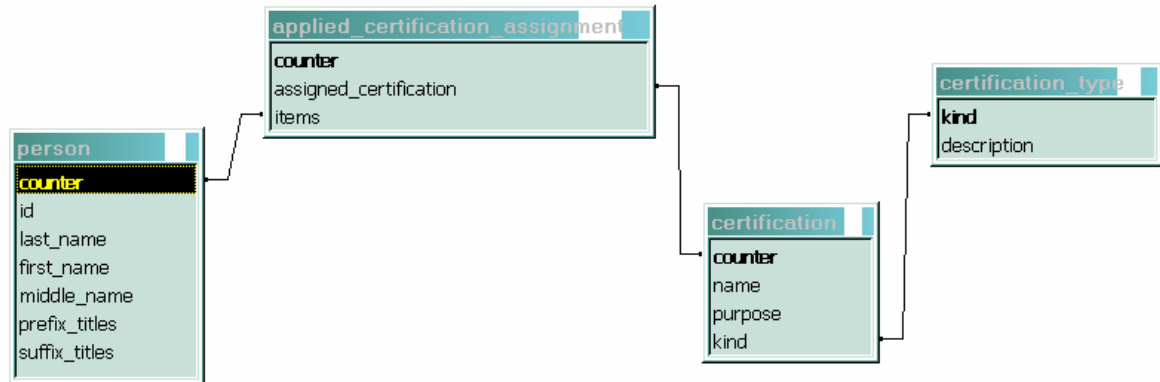 applied_certification_assignment
counter
assigned_certification
items
certification_type
kind
description
person
counter
id
last_name
first_name
middle_name
prefix_titles
suffix_titles
certification
counter
name
purpose
kind